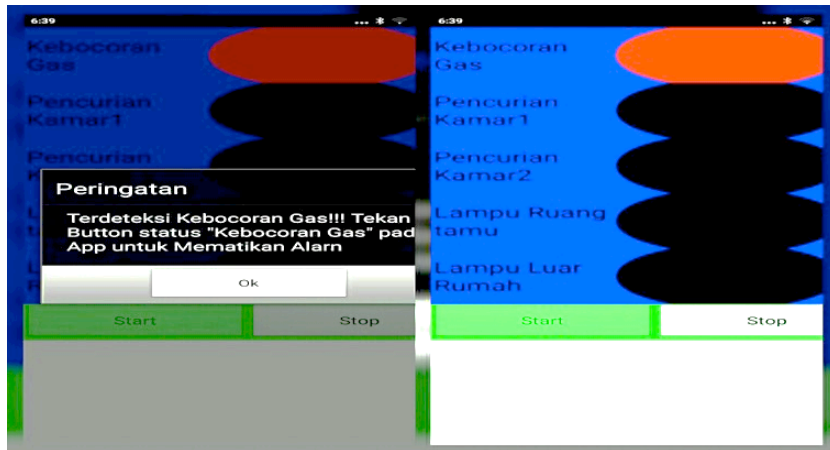 6:39
Kebocoran
Gas
Pencurian
Kamar1
Pencurian
Peringatan
Terdeteksi Kebocoran Gas!!! Tekan
Button status "Kebocoran Gas" pad
App untuk Mematikan Alarn
Ok
Start
Stop
6:39
Kebocoran
Gas
Pencurian
Kamar1
Pencurian
Kamar2
Lampu Ruang
tamu
Lampu Luar
Rumah
Start
Stop